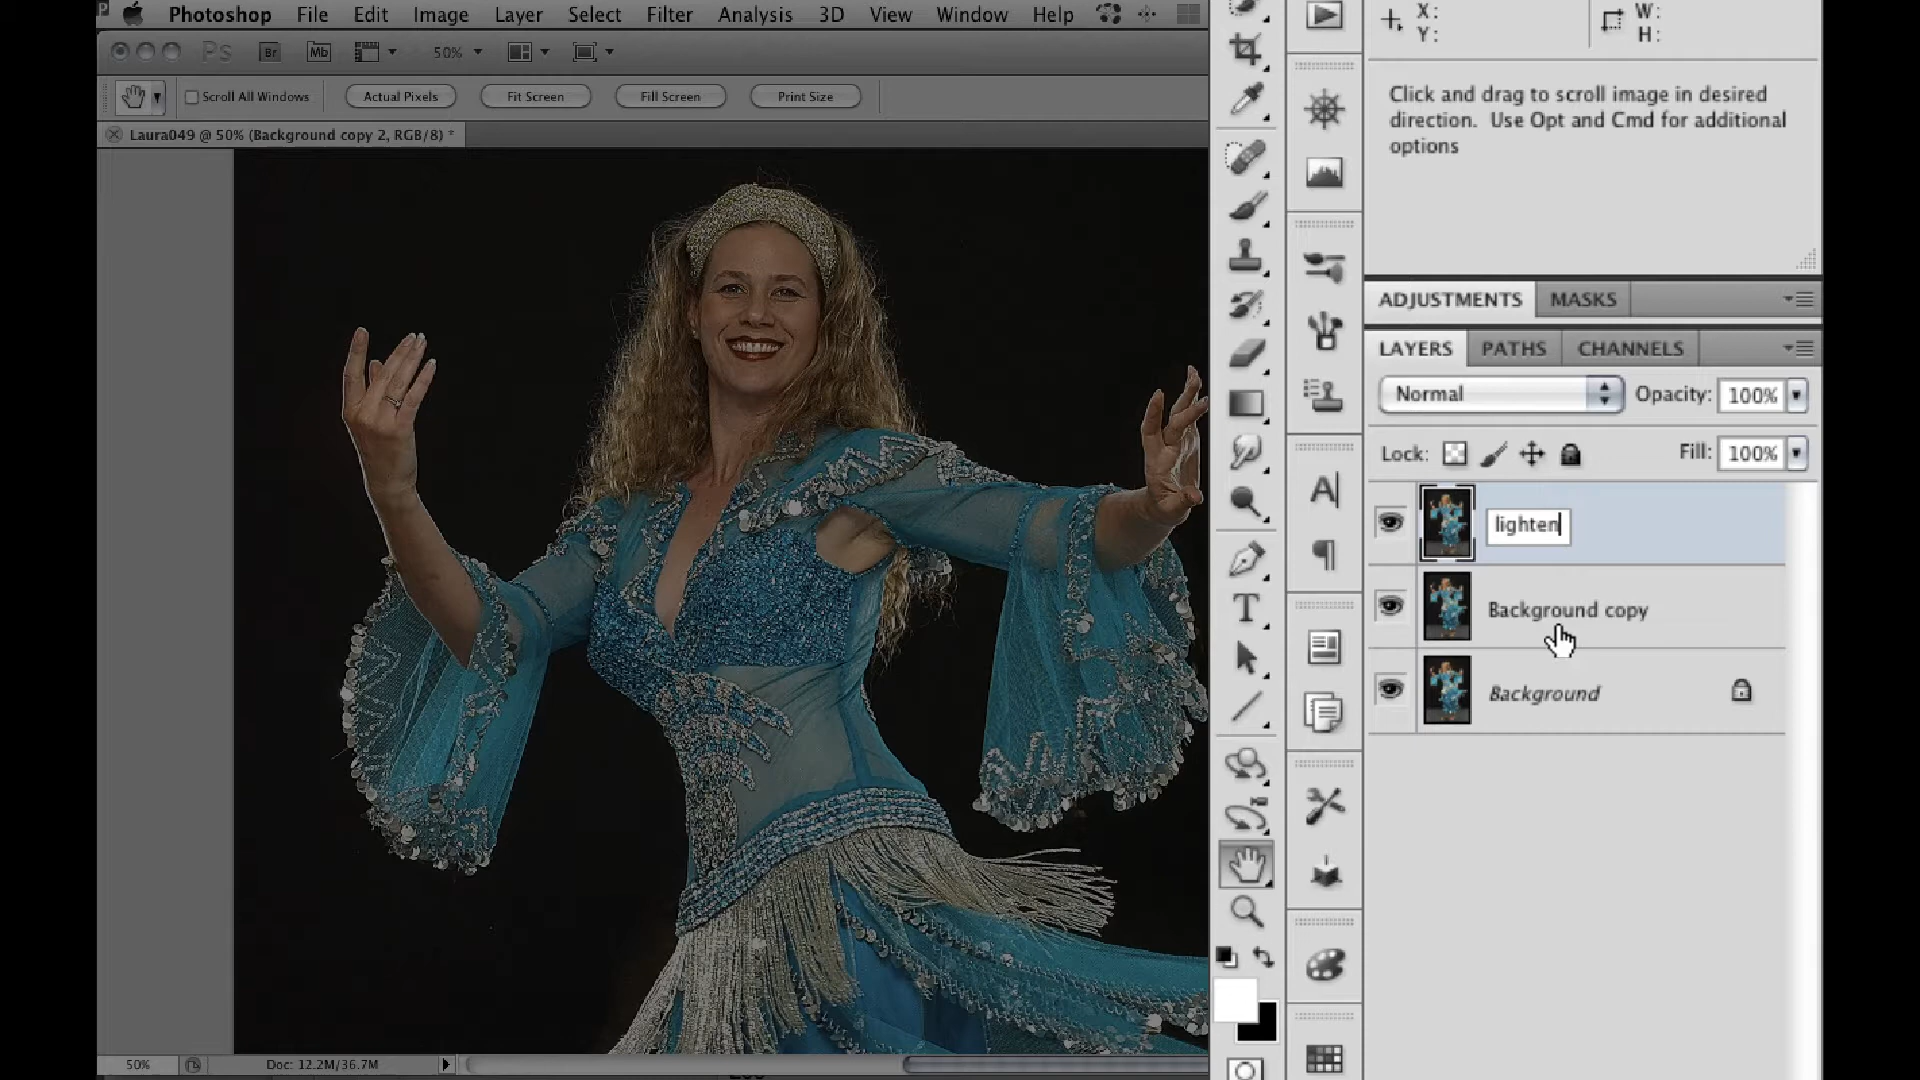 Photoshop File Edit Image Layer Select Filter Analysis 3D View Window Help
Ps Br Mb 50%
Scroll All Windows Actual Pixels Fit Screen Fill Screen Print Size
Laura049 @ 50% (Background copy 2, RGB/8) *
X: W:
Y: H:
Click and drag to scroll image in desired
direction. Use Opt and Cmd for additional
options
ADJUSTMENTS MASKS
LAYERS PATHS CHANNELS
Normal Opacity: 100%
Lock: Fill: 100%
lighten
Background copy
Background
50% Doc: 12.2M/36.7M